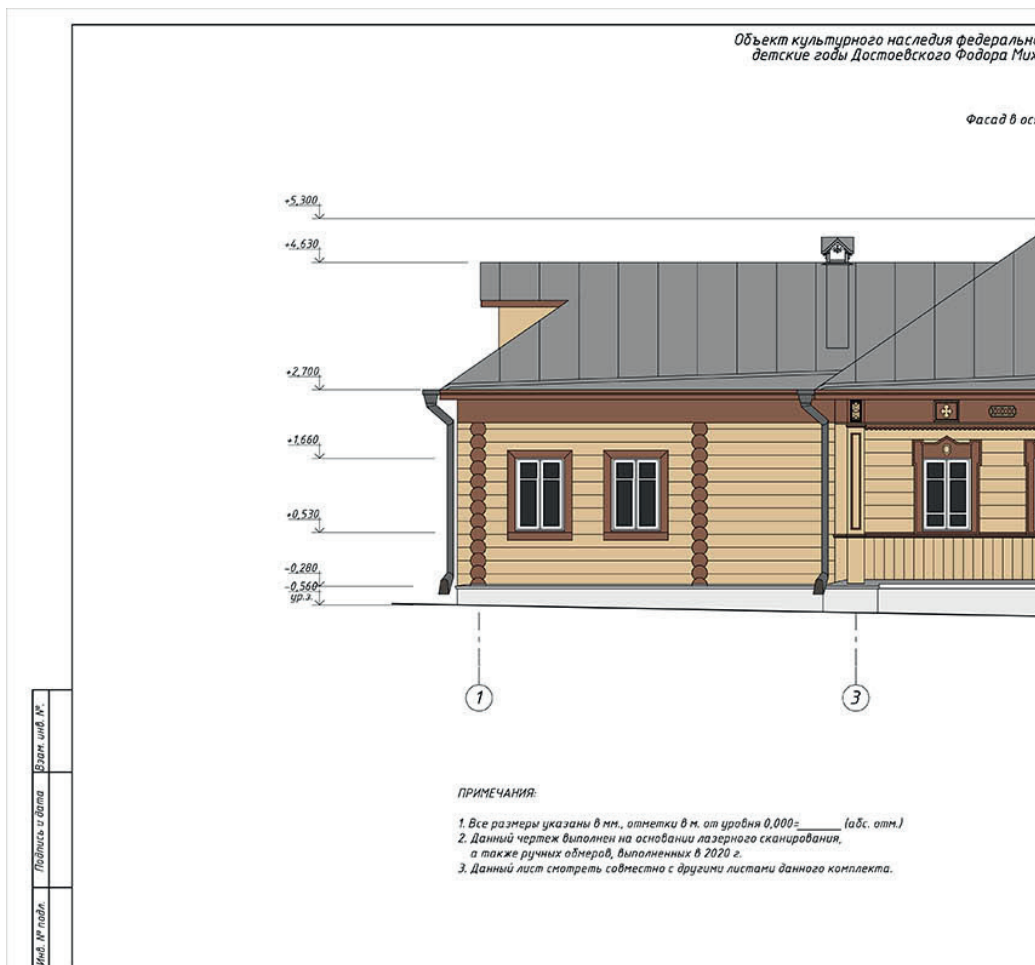 Объект культурного наследия федерально
детские годы Достоевского Фодора Мих
Фасад в ос
+5,300
+4,630
+2,700
+1,660
+0,530
-0,280
-0,560
ур.з.
1
3
Взам. инв. №.
Подпись и дата
Инв. № подл.
ПРИМЕЧАНИЯ:
1. Все размеры указаны в мм., отметки в м. от уровня 0,000=______ (абс. отм.)
2. Данный чертеж выполнен на основании лазерного сканирования,
а также ручных обмеров, выполненных в 2020 г.
3. Данный лист смотреть совместно с другими листами данного комплекта.